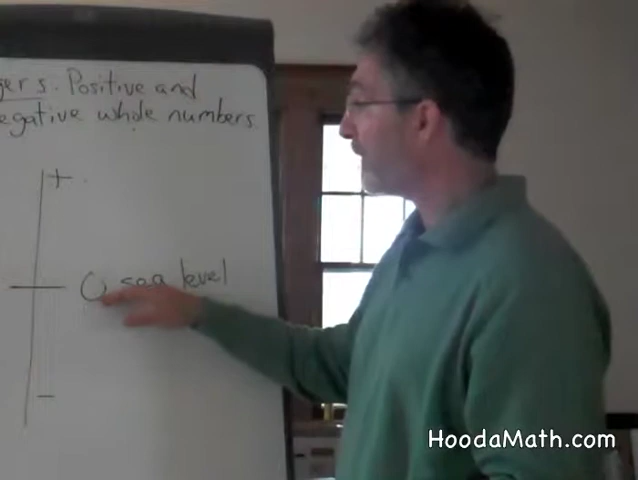 gers. Positive and
egative whole numbers
+
0 sea level
-
HoodaMath.com